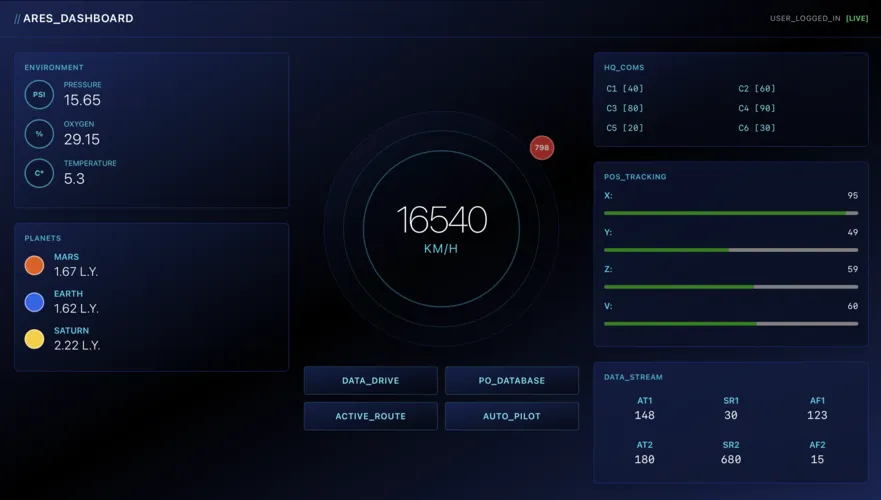 // ARES_DASHBOARD
USER_LOGGED_IN [LIVE]
ENVIRONMENT
PSI
PRESSURE
15.65
%
OXYGEN
29.15
C°
TEMPERATURE
5.3
PLANETS
MARS
1.67 L.Y.
EARTH
1.62 L.Y.
SATURN
2.22 L.Y.
798
16540
KM/H
DATA_DRIVE PO_DATABASE
ACTIVE_ROUTE AUTO_PILOT
HQ_COMS
C1 [40] C2 [60]
C3 [80] C4 [90]
C5 [20] C6 [30]
POS_TRACKING
X: 95
Y: 49
Z: 59
V: 60
DATA_STREAM
AT1 SR1 AF1
148 30 123
AT2 SR2 AF2
180 680 15